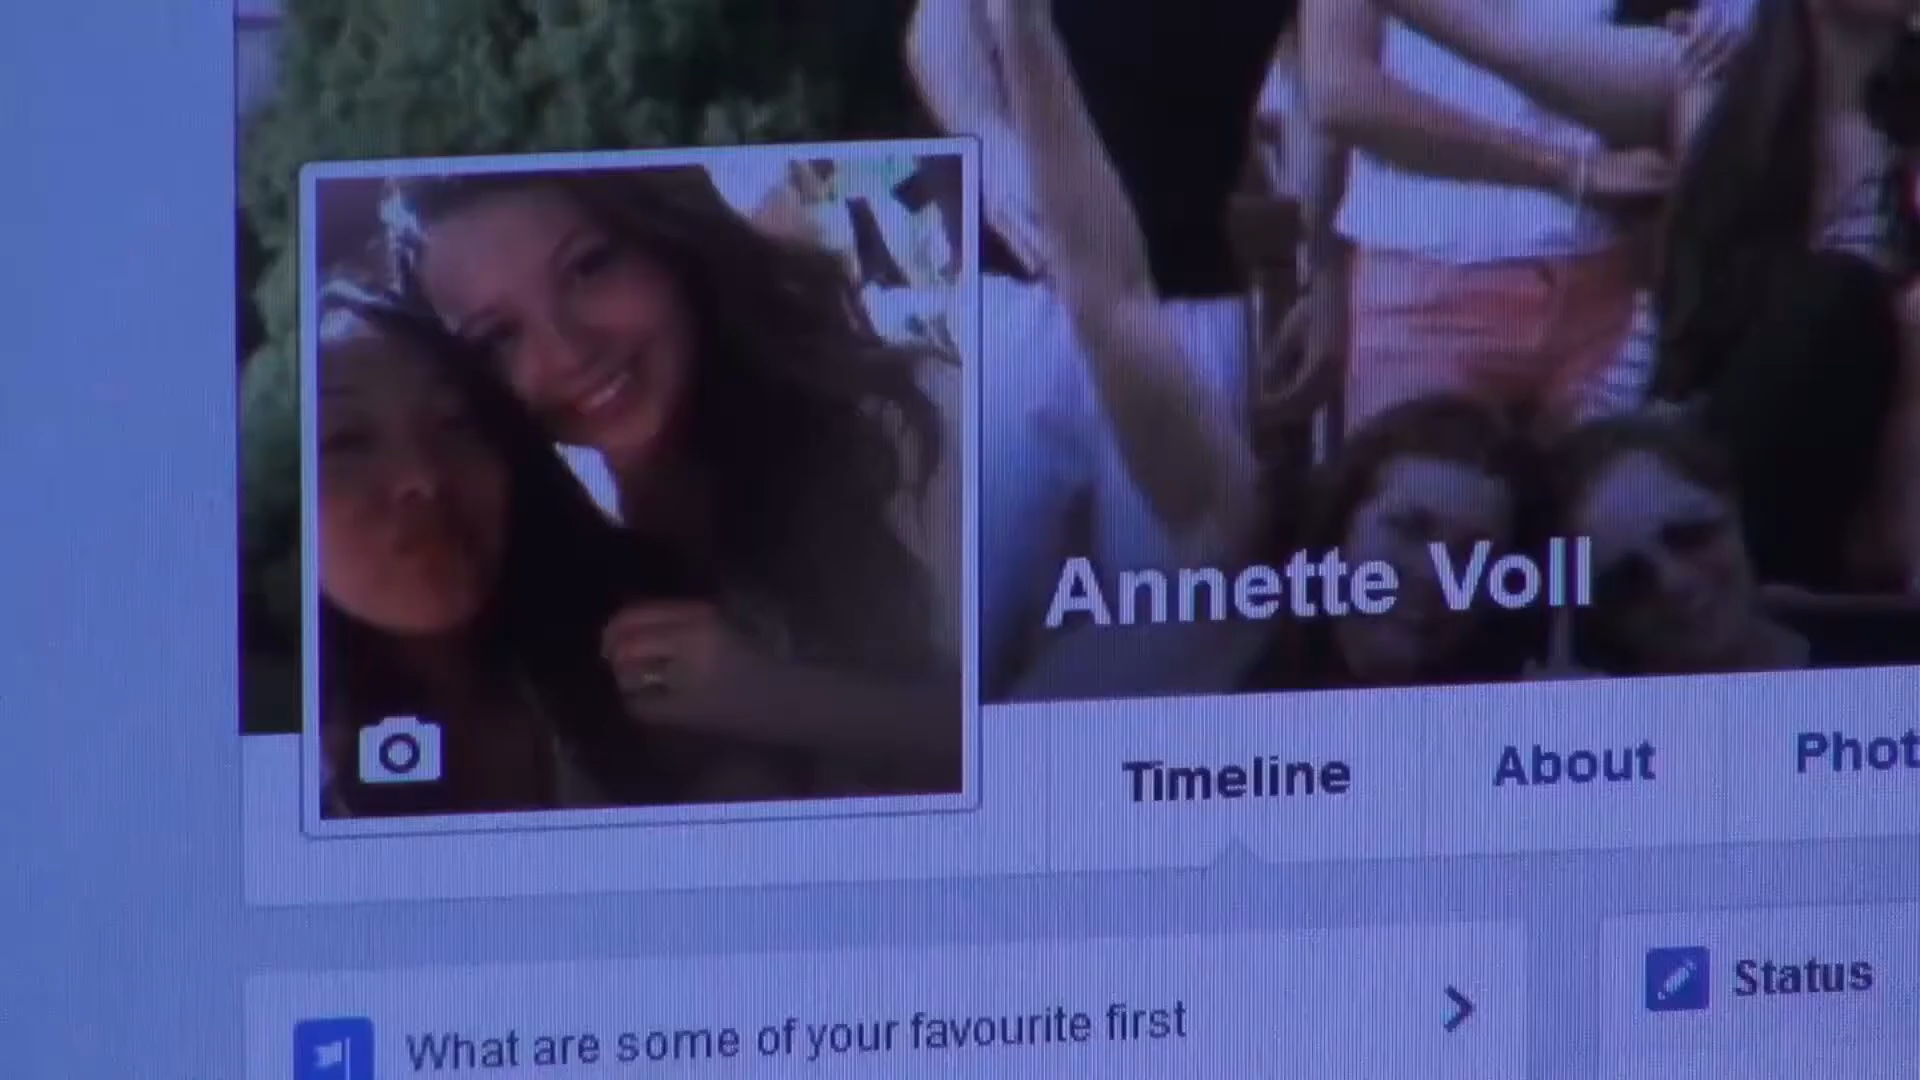 Annette Voll
Timeline
About
Phot
Status
What are some of your favourite first